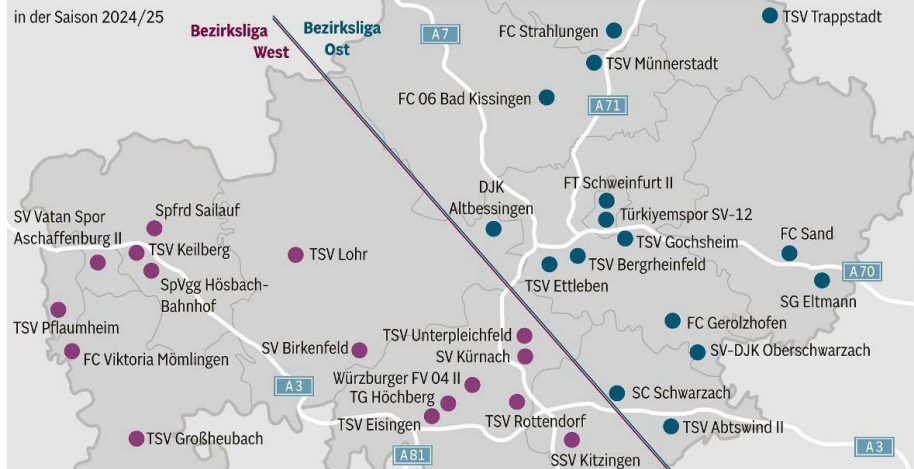 in der Saison 2024/25
Bezirksliga
West
Bezirksliga
Ost
A7
FC Strahlungen
TSV Trappstadt
TSV Münnerstadt
FC 06 Bad Kissingen
A71
DJK
Altbessingen
FT Schweinfurt II
Türkiyemspor SV-12
TSV Gochsheim
TSV Bergrheinfeld
TSV Ettleben
FC Sand
A70
SG Eltmann
SV Vatan Spor
Aschaffenburg II
Spfrd Sailauf
TSV Keilberg
SpVgg Hösbach-
Bahnhof
TSV Lohr
TSV Pflaumheim
FC Viktoria Mömlingen
SV Birkenfeld
TSV Unterpleichfeld
SV Kürnach
FC Gerolzhofen
SV-DJK Oberschwarzach
Würzburger FV 04 II
TG Höchberg
TSV Eisingen
A3
SC Schwarzach
TSV Rottendorf
TSV Abtswind II
TSV Großheubach
A81
SSV Kitzingen
A3